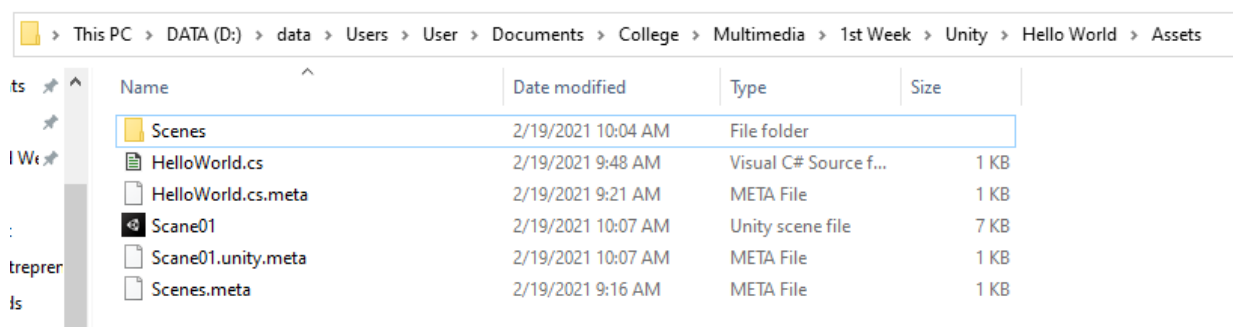 This PC > DATA (D:) > data > Users > User > Documents > College > Multimedia > 1st Week > Unity > Hello World > Assets
Name Date modified Type Size
Scenes 2/19/2021 10:04 AM File folder
HelloWorld.cs 2/19/2021 9:48 AM Visual C# Source f... 1 KB
HelloWorld.cs.meta 2/19/2021 9:21 AM META File 1 KB
Scane01 2/19/2021 10:07 AM Unity scene file 7 KB
Scane01.unity.meta 2/19/2021 10:07 AM META File 1 KB
Scenes.meta 2/19/2021 9:16 AM META File 1 KB